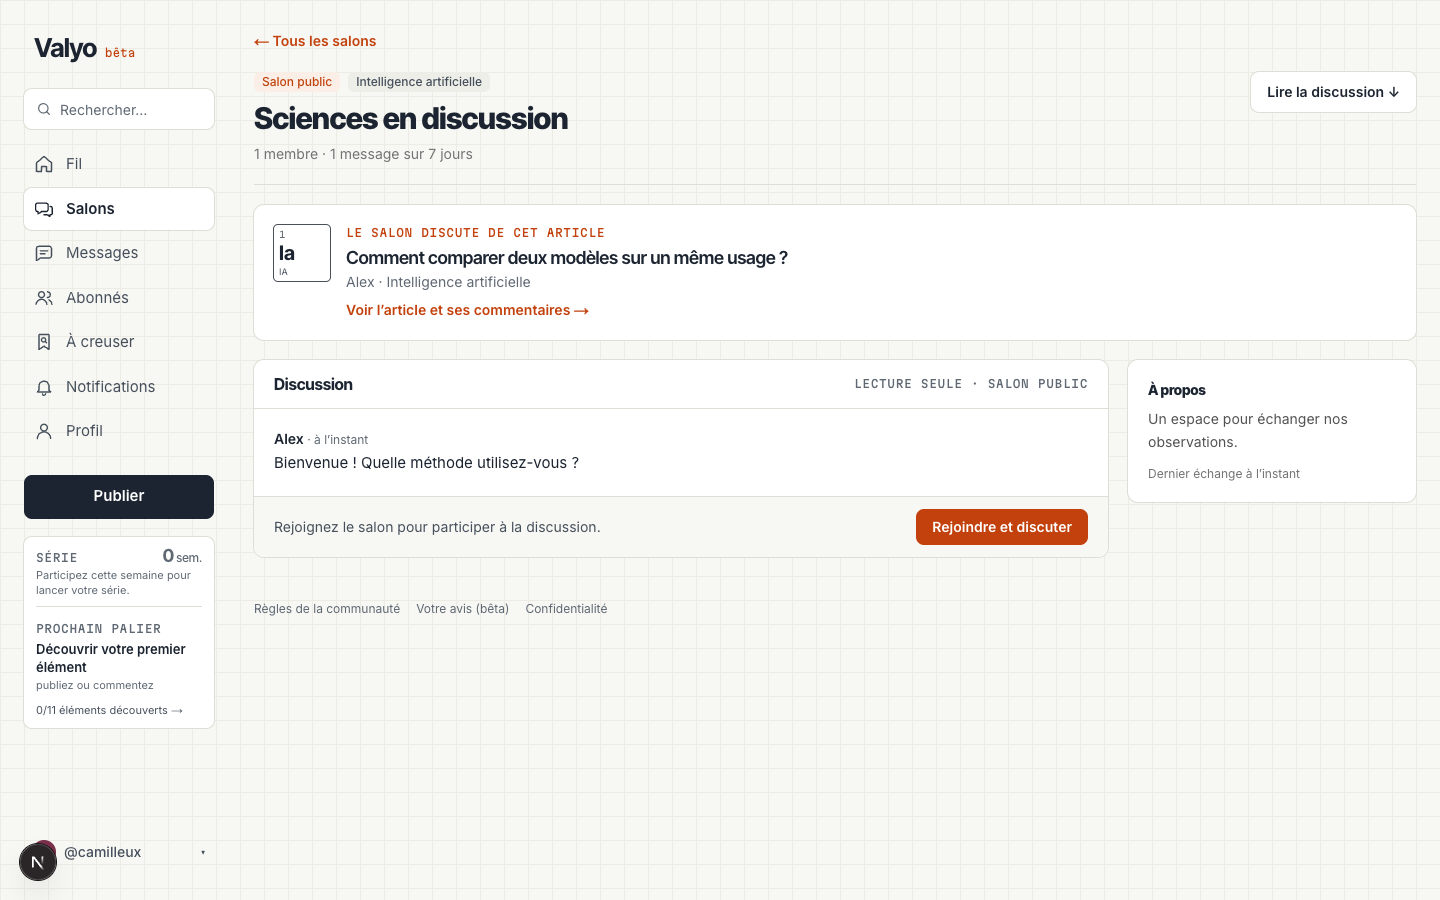 Valyo bêta
Rechercher...
Fil
Salons
Messages
Abonnés
À creuser
Notifications
Profil
Publier
SÉRIE 0 sem.
Participez cette semaine pour
lancer votre série.
PROCHAIN PALIER
Découvrir votre premier
élément
publiez ou commentez
0/11 éléments découverts →
N @camilleux
← Tous les salons
Salon public Intelligence artificielle
Lire la discussion ↓
Sciences en discussion
1 membre · 1 message sur 7 jours
1
Ia
IA
LE SALON DISCUTE DE CET ARTICLE
Comment comparer deux modèles sur un même usage ?
Alex · Intelligence artificielle
Voir l’article et ses commentaires →
Discussion LECTURE SEULE · SALON PUBLIC
Alex · à l’instant
Bienvenue ! Quelle méthode utilisez-vous ?
Rejoignez le salon pour participer à la discussion. Rejoindre et discuter
À propos
Un espace pour échanger nos
observations.
Dernier échange à l’instant
Règles de la communauté Votre avis (bêta) Confidentialité